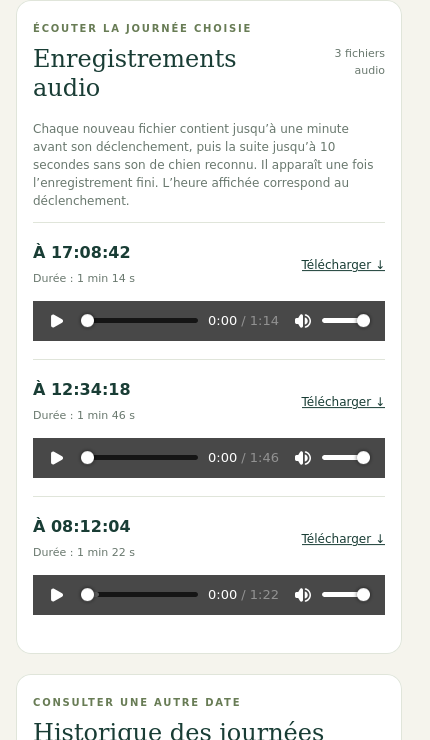 ÉCOUTER LA JOURNÉE CHOISIE
Enregistrements
audio
3 fichiers
audio
Chaque nouveau fichier contient jusqu’à une minute
avant son déclenchement, puis la suite jusqu’à 10
secondes sans son de chien reconnu. Il apparaît une fois
l’enregistrement fini. L’heure affichée correspond au
déclenchement.
À 17:08:42
Durée : 1 min 14 s
Télécharger ↓
0:00 / 1:14
À 12:34:18
Durée : 1 min 46 s
Télécharger ↓
0:00 / 1:46
À 08:12:04
Durée : 1 min 22 s
Télécharger ↓
0:00 / 1:22
CONSULTER UNE AUTRE DATE
Historique des journées